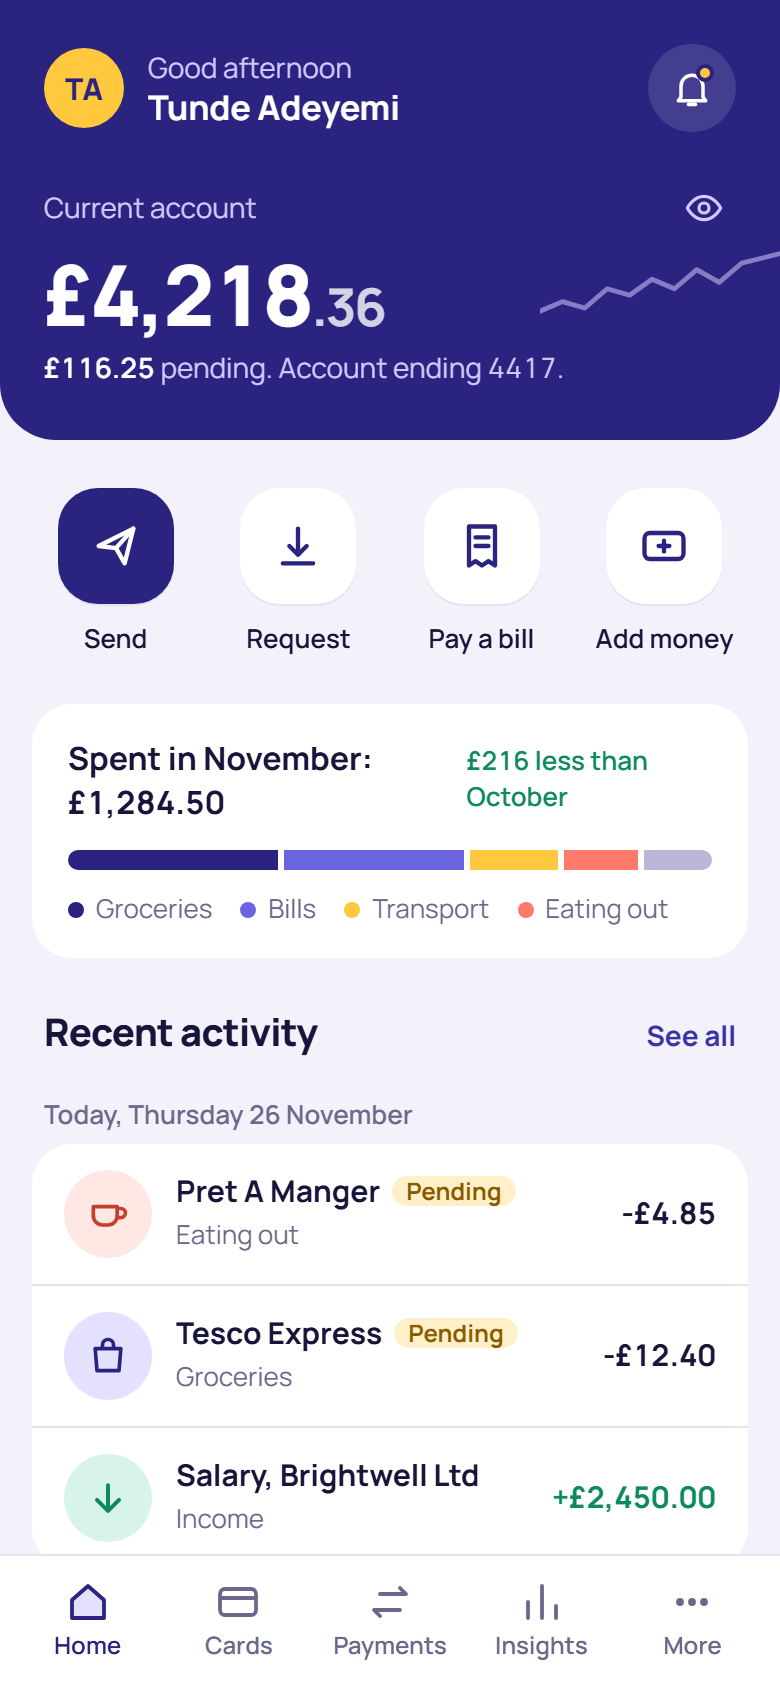 TA
Good afternoon
Tunde Adeyemi
Current account
£4,218.36
£116.25 pending. Account ending 4417.
Send
Request
Pay a bill
Add money
Spent in November:
£1,284.50
£216 less than
October
Groceries
Bills
Transport
Eating out
Recent activity
See all
Today, Thursday 26 November
Pret A Manger
Pending
Eating out
-£4.85
Tesco Express
Pending
Groceries
-£12.40
Salary, Brightwell Ltd
Income
+£2,450.00
Home
Cards
Payments
Insights
More